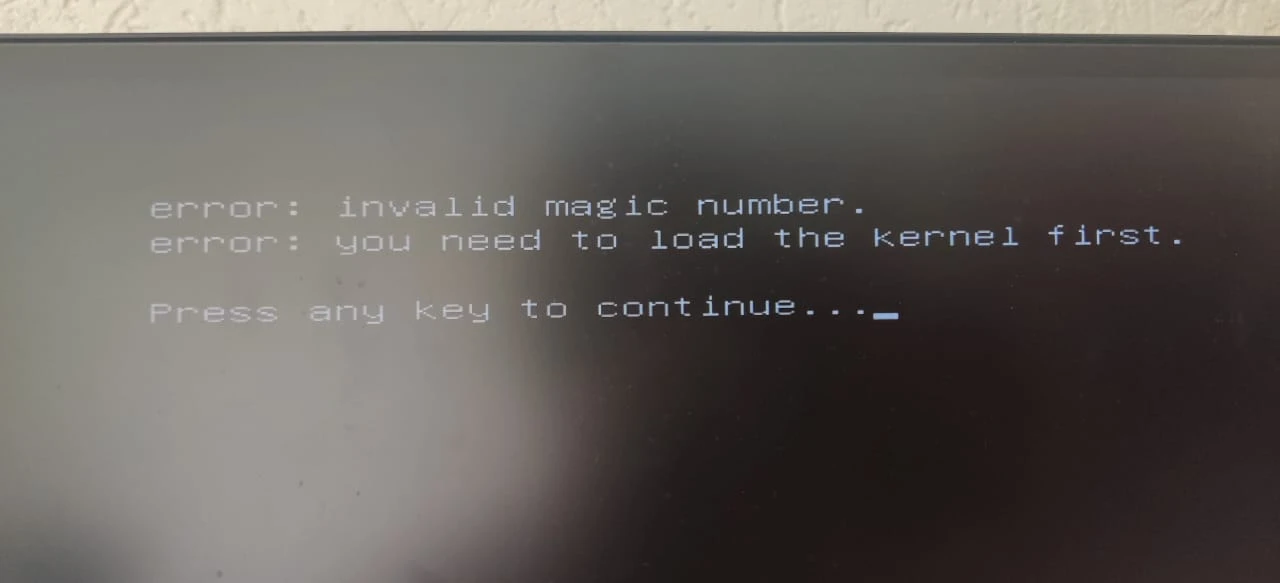 error: invalid magic number.
error: you need to load the kernel first.
Press any key to continue..._